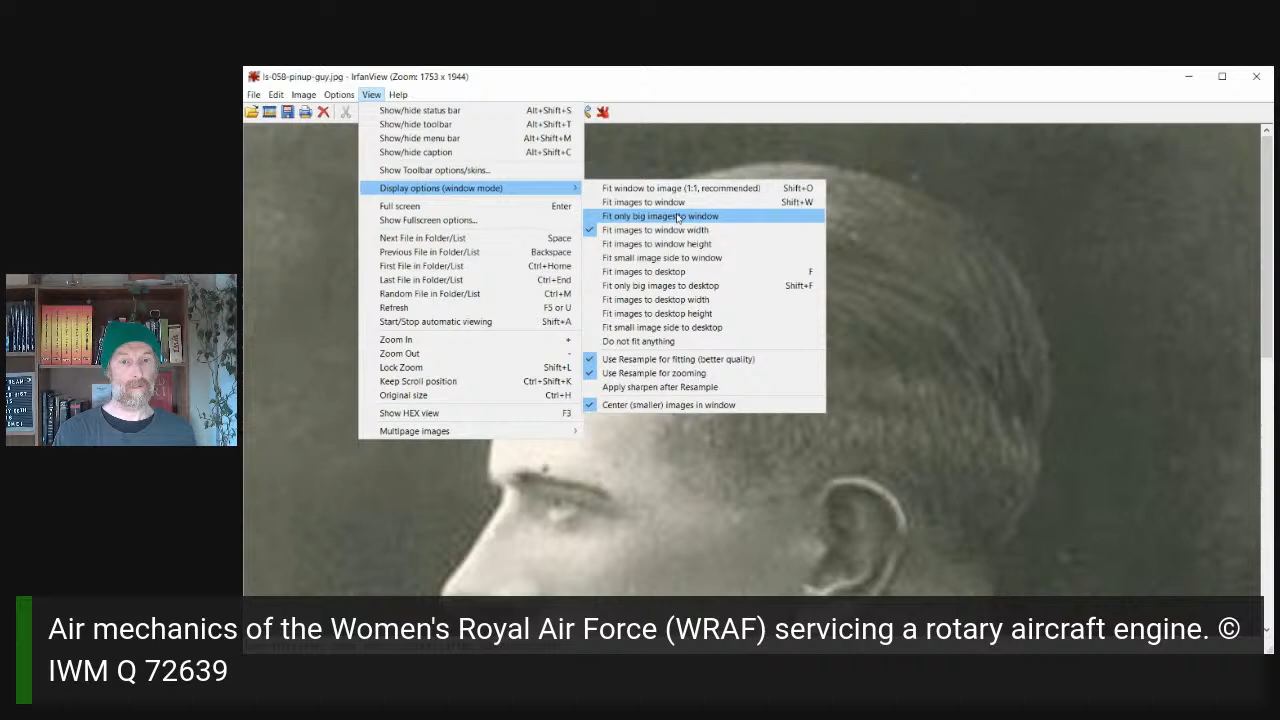 ls-058-pinup-guy.jpg - IrfanView (Zoom: 1753 x 1944)
File Edit Image Options View Help
Show/hide status bar Alt+Shift+S
Show/hide toolbar Alt+Shift+T
Show/hide menu bar Alt+Shift+M
Show/hide caption Alt+Shift+C
Show Toolbar options/skins...
Display options (window mode)
Full screen Enter
Show Fullscreen options...
Next File in Folder/List Space
Previous File in Folder/List Backspace
First File in Folder/List Ctrl+Home
Last File in Folder/List Ctrl+End
Random File in Folder/List Ctrl+M
Refresh F5 or U
Start/Stop automatic viewing Shift+A
Zoom In +
Zoom Out -
Lock Zoom Shift+L
Keep Scroll position Ctrl+Shift+K
Original size Ctrl+H
Show HEX view F3
Multipage images
Fit window to image (1:1, recommended) Shift+O
Fit images to window Shift+W
Fit only big images to window
Fit images to window width
Fit images to window height
Fit small image side to window
Fit images to desktop F
Fit only big images to desktop Shift+F
Fit images to desktop width
Fit images to desktop height
Fit small image side to desktop
Do not fit anything
Use Resample for fitting (better quality)
Use Resample for zooming
Apply sharpen after Resample
Center (smaller) images in window
Air mechanics of the Women's Royal Air Force (WRAF) servicing a rotary aircraft engine. ©
IWM Q 72639